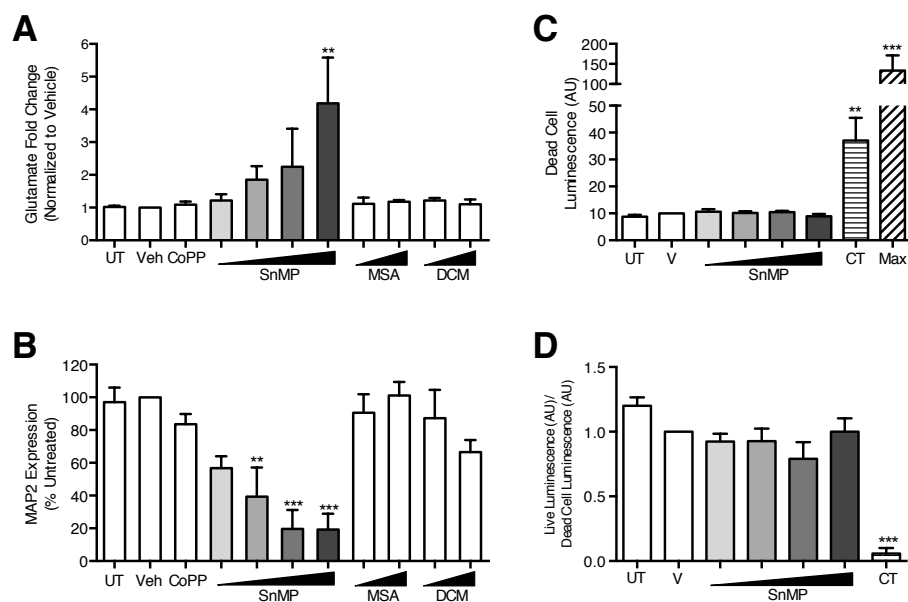 A
Glutamate Fold Change
(Normalized to Vehicle)
6
5
4
3
2
1
0
**
UT Veh CoPP
SnMP
MSA
DCM
C
Dead Cell
Luminescence (AU)
200
150
100
50
40
30
20
10
0
**
***
UT V
SnMP
CT Max
B
MAP2 Expression
(% Untreated)
120
100
80
60
40
20
0
**
***
***
UT Veh CoPP
SnMP
MSA
DCM
D
Live Luminescence (AU)/
Dead Cell Luminescence (AU)
1.5
1.0
0.5
0.0
***
UT V
SnMP
CT